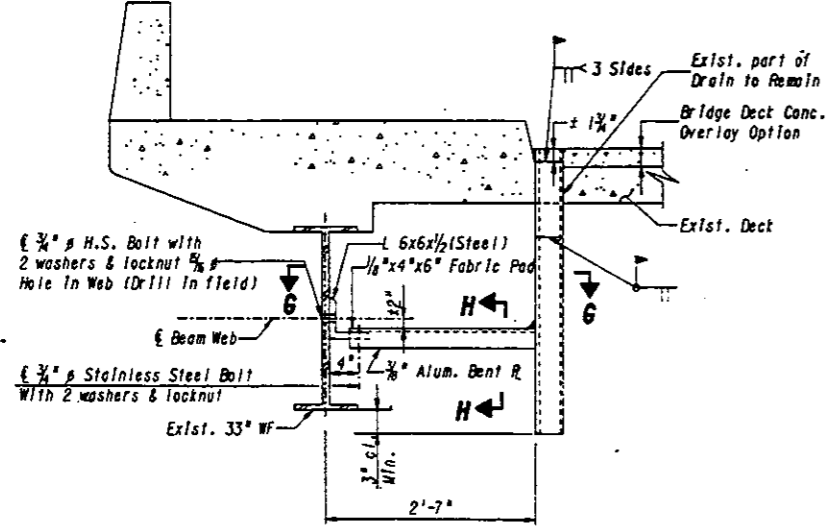 3 Sides
Exist. part of
Drain to Remain
± 1¾"
Bridge Deck Conc.
Overlay Option
Exist. Deck
℄ ¾" ø H.S. Bolt with
2 washers & locknut ø
Hole in Web (Drill in field)
L 6x6x½(Steel)
⅛"x4"x6" Fabric Pad
G
H
G
±2"
℄ Beam Web
4"
Alum. Bent ℞
℄ ¾" ø Stainless Steel Bolt
With 2 washers & locknut
H
Exist. 33" WF
3" cl.
Min.
2'-7"